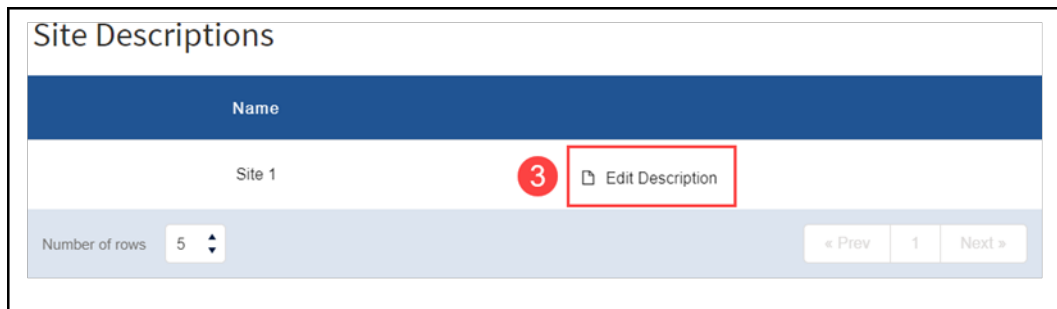 Site Descriptions
Name
Site 1 3 Edit Description
Number of rows 5 « Prev 1 Next »